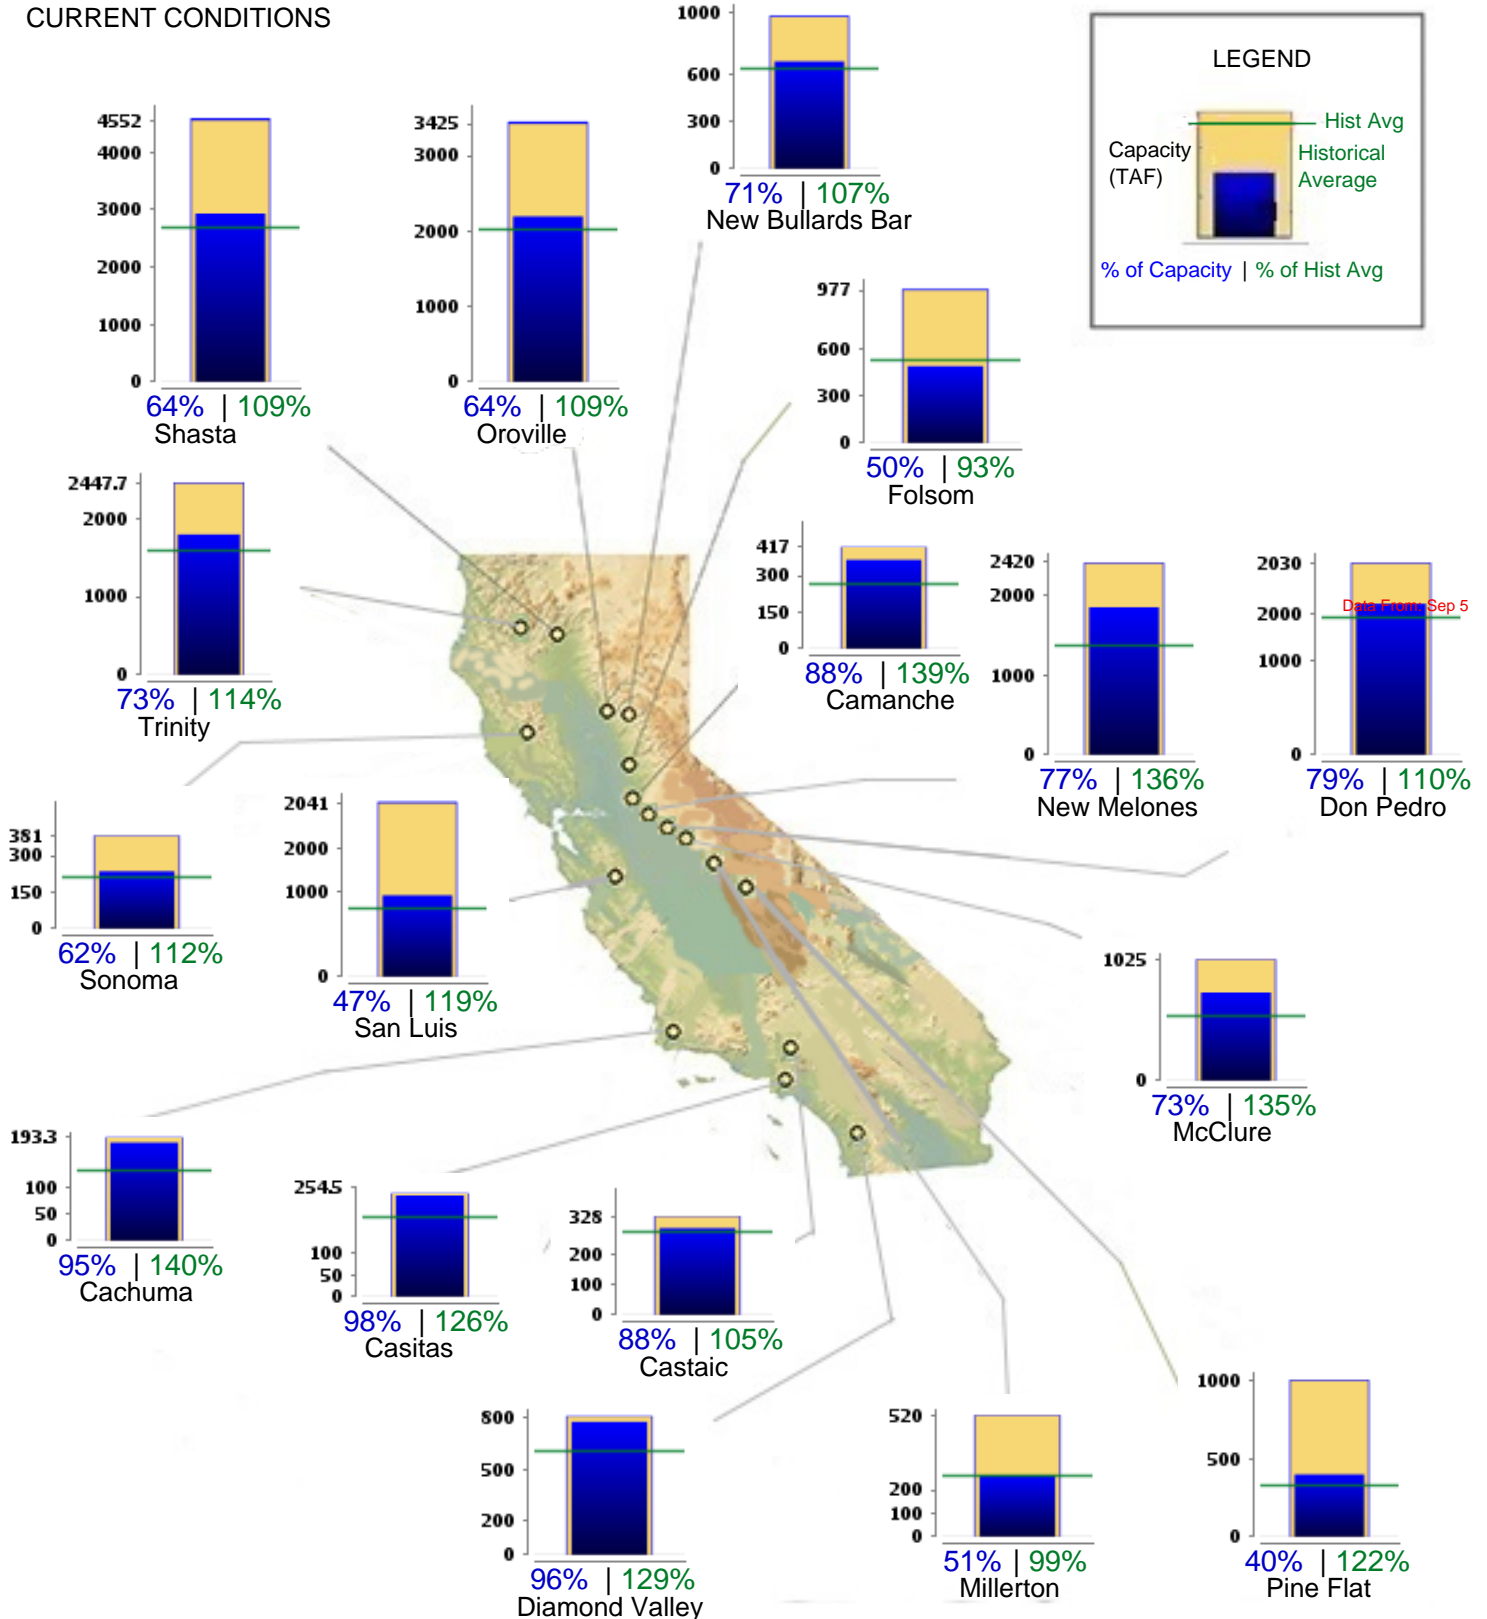 CURRENT CONDITIONS
1000
600
300
0
71% | 107%
New Bullards Bar
LEGEND
Hist Avg
Capacity
(TAF)
Historical
Average
% of Capacity | % of Hist Avg
4552
4000
3000
2000
1000
0
64% | 109%
Shasta
3425
3000
2000
1000
0
64% | 109%
Oroville
977
600
300
0
50% | 93%
Folsom
2447.7
2000
1000
0
73% | 114%
Trinity
417
300
150
0
88% | 139%
Camanche
2420
2000
1000
0
77% | 136%
New Melones
2030
2000
1000
0
Data From: Sep 5
79% | 110%
Don Pedro
381
300
150
0
62% | 112%
Sonoma
2041
2000
1000
0
47% | 119%
San Luis
1025
0
73% | 135%
McClure
193.3
100
50
0
95% | 140%
Cachuma
254.5
100
50
0
98% | 126%
Casitas
328
200
100
0
88% | 105%
Castaic
800
500
200
0
96% | 129%
Diamond Valley
520
200
100
0
51% | 99%
Millerton
1000
500
0
40% | 122%
Pine Flat